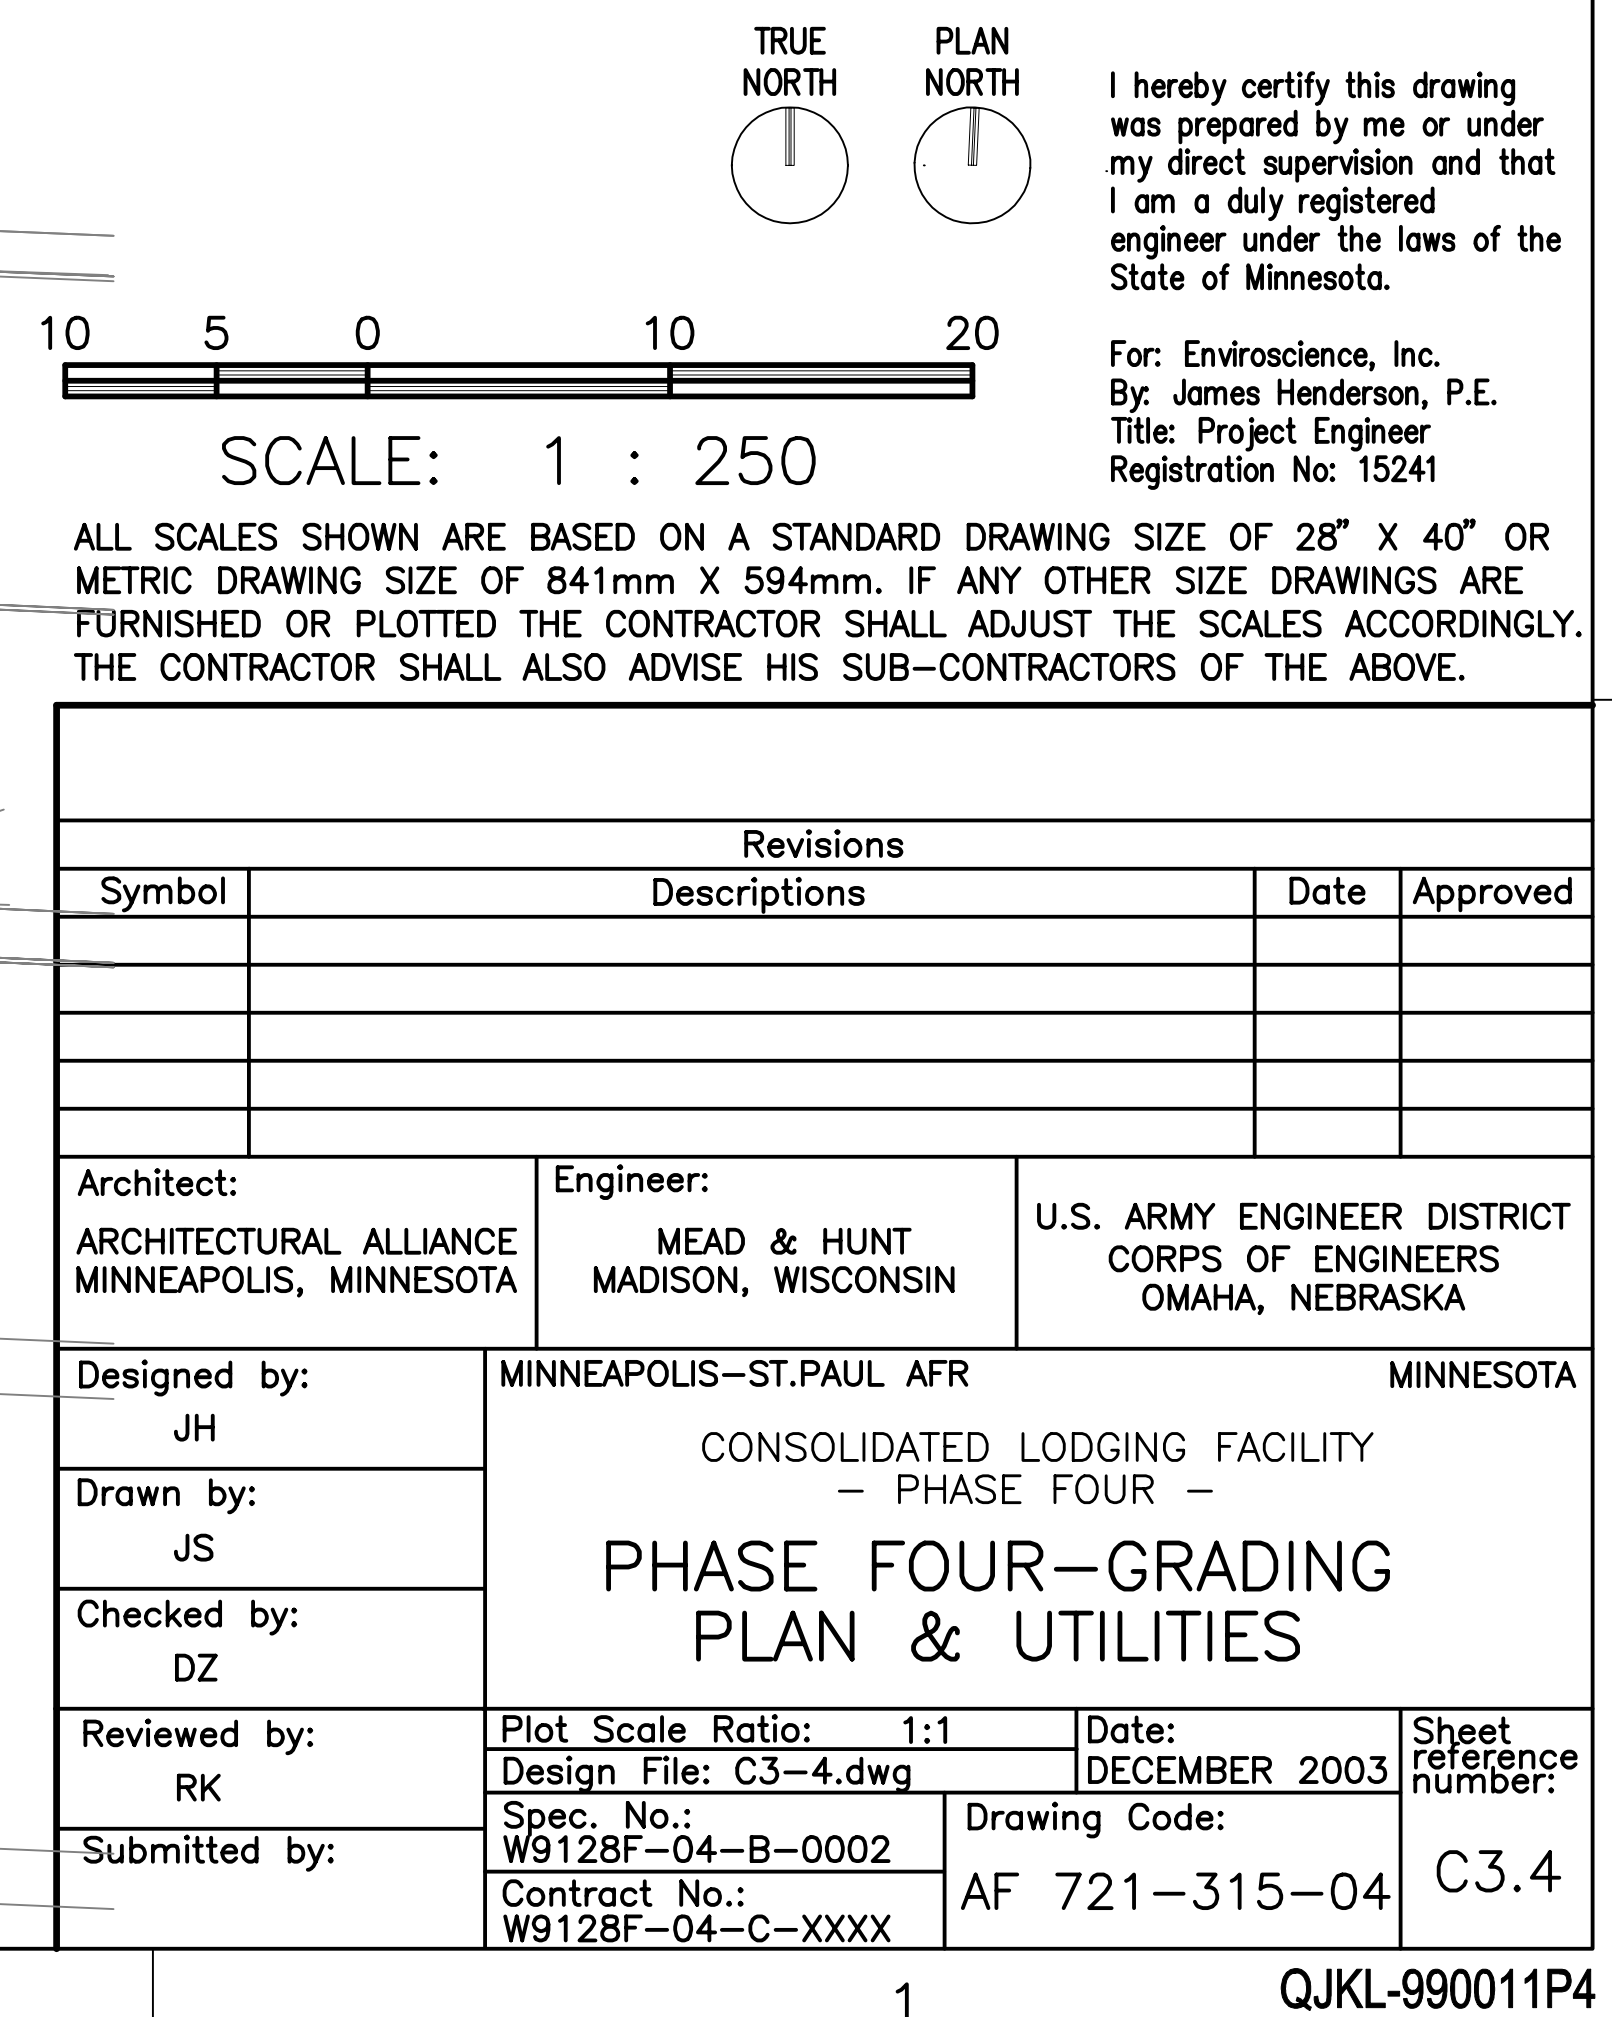 TRUE
NORTH
PLAN
NORTH
I hereby certify this drawing
was prepared by me or under
my direct supervision and that
I am a duly registered
engineer under the laws of the
State of Minnesota.
For: Enviroscience, Inc.
By: James Henderson, P.E.
Title: Project Engineer
Registration No: 15241
10 5 0 10 20
SCALE: 1 : 250
ALL SCALES SHOWN ARE BASED ON A STANDARD DRAWING SIZE OF 28" X 40" OR
METRIC DRAWING SIZE OF 841mm X 594mm. IF ANY OTHER SIZE DRAWINGS ARE
FURNISHED OR PLOTTED THE CONTRACTOR SHALL ADJUST THE SCALES ACCORDINGLY.
THE CONTRACTOR SHALL ALSO ADVISE HIS SUB-CONTRACTORS OF THE ABOVE.
Revisions
Symbol Descriptions Date Approved
Architect:
ARCHITECTURAL ALLIANCE
MINNEAPOLIS, MINNESOTA
Engineer:
MEAD & HUNT
MADISON, WISCONSIN
U.S. ARMY ENGINEER DISTRICT
CORPS OF ENGINEERS
OMAHA, NEBRASKA
Designed by:
JH
Drawn by:
JS
Checked by:
DZ
Reviewed by:
RK
Submitted by:
MINNEAPOLIS-ST.PAUL AFR MINNESOTA
CONSOLIDATED LODGING FACILITY
- PHASE FOUR -
PHASE FOUR-GRADING
PLAN & UTILITIES
Plot Scale Ratio: 1:1
Design File: C3-4.dwg
Date:
DECEMBER 2003
Spec. No.:
W9128F-04-B-0002
Contract No.:
W9128F-04-C-XXXX
Drawing Code:
AF 721-315-04
Sheet
reference
number:
C3.4
1
QJKL-990011P4